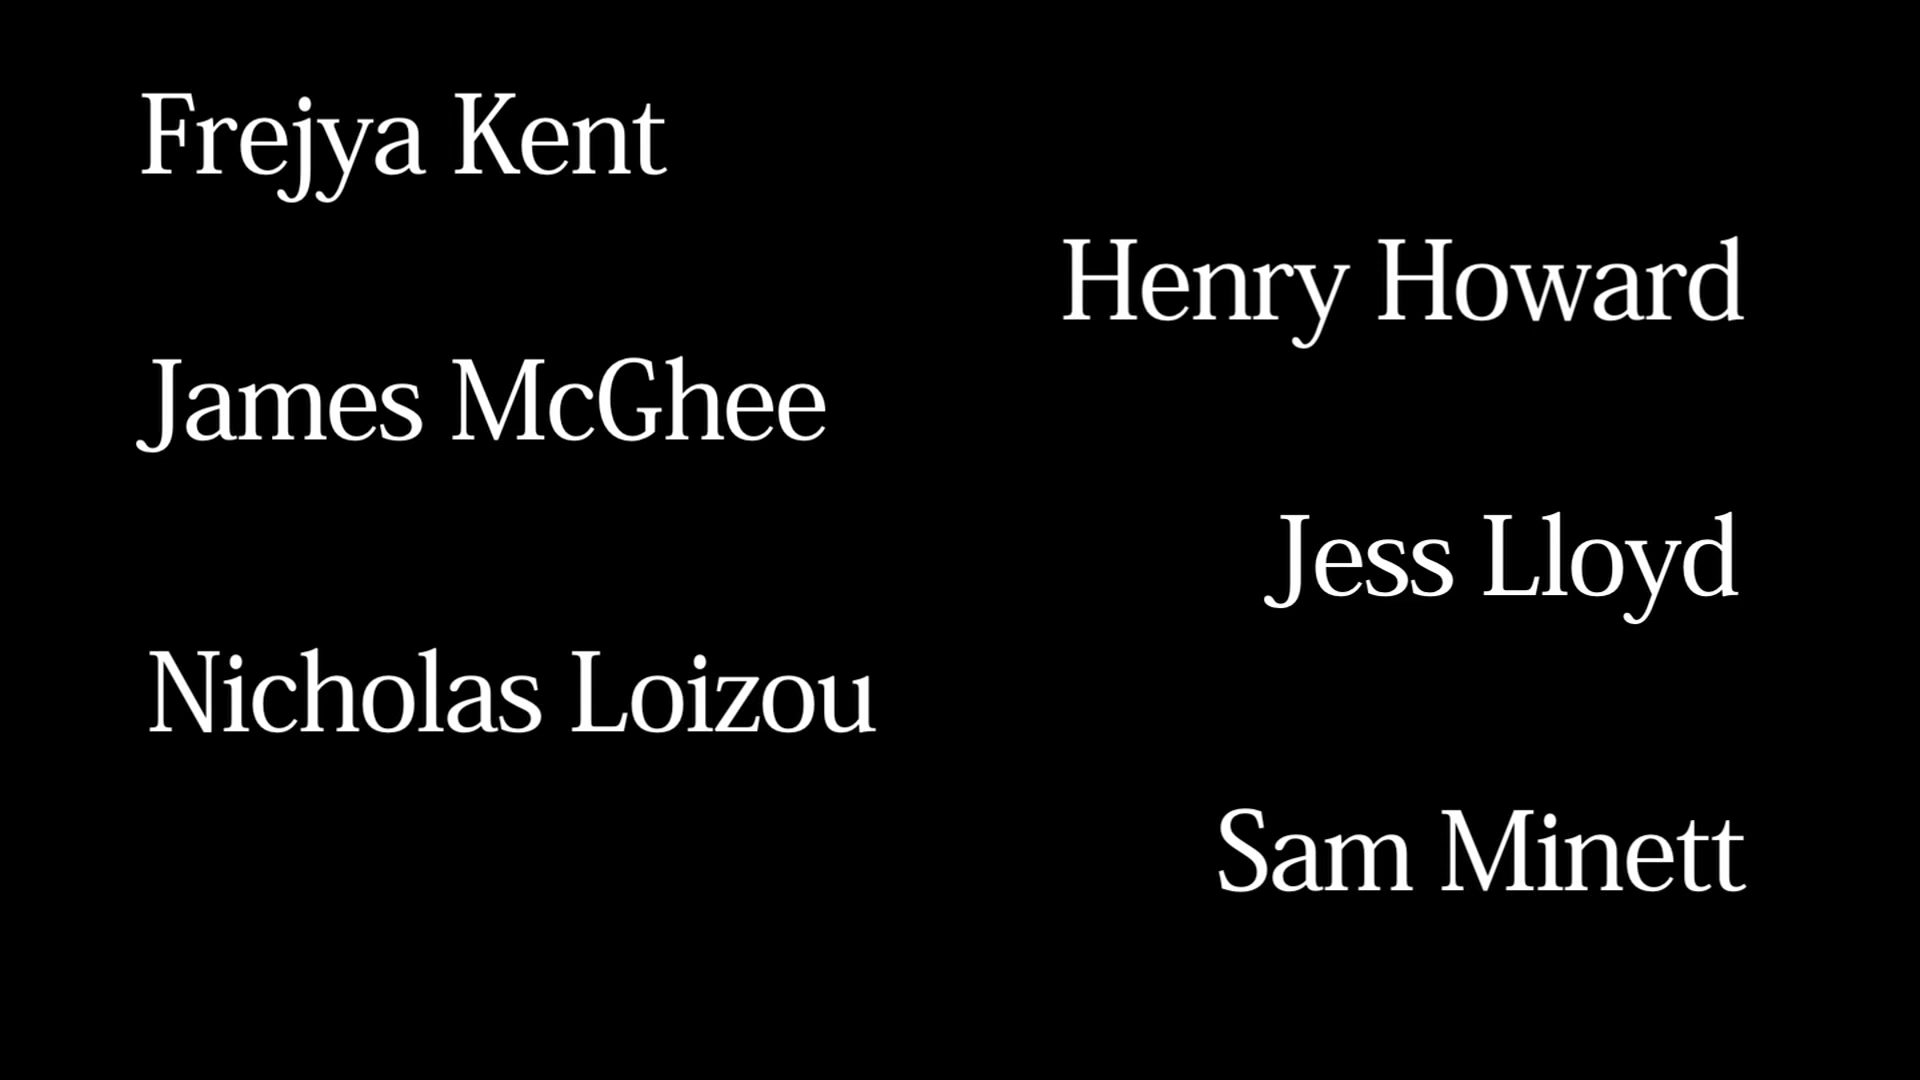 Frejya Kent
Henry Howard
James McGhee
Jess Lloyd
Nicholas Loizou
Sam Minett